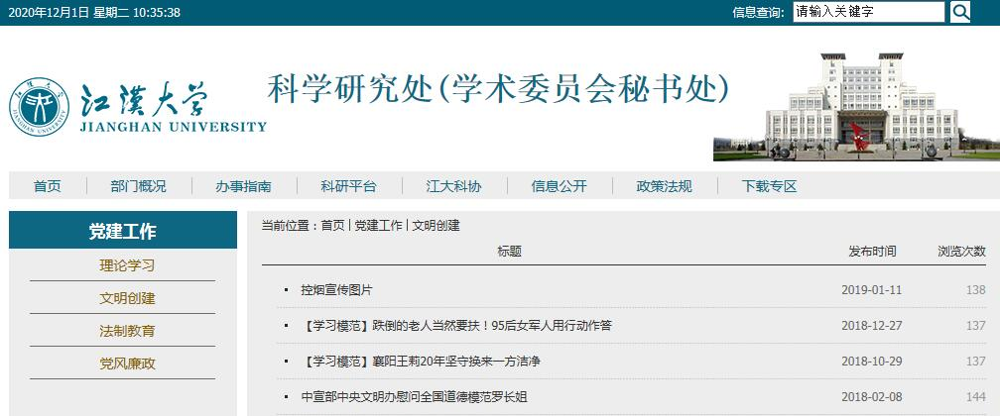 2020年12月1日 星期二 10:35:38
信息查询:
请输入关键字
江汉大学
JIANGHAN UNIVERSITY
科学研究处(学术委员会秘书处)
首页
部门概况
办事指南
科研平台
江大科协
信息公开
政策法规
下载专区
党建工作
理论学习
文明创建
法制教育
党风廉政
当前位置：首页 | 党建工作 | 文明创建
标题 发布时间 浏览次数
控烟宣传图片 2019-01-11 138
【学习模范】跌倒的老人当然要扶！95后女军人用行动作答 2018-12-27 137
【学习模范】襄阳王莉20年坚守换来一方洁净 2018-10-29 137
中宣部中央文明办慰问全国道德模范罗长姐 2018-02-08 144